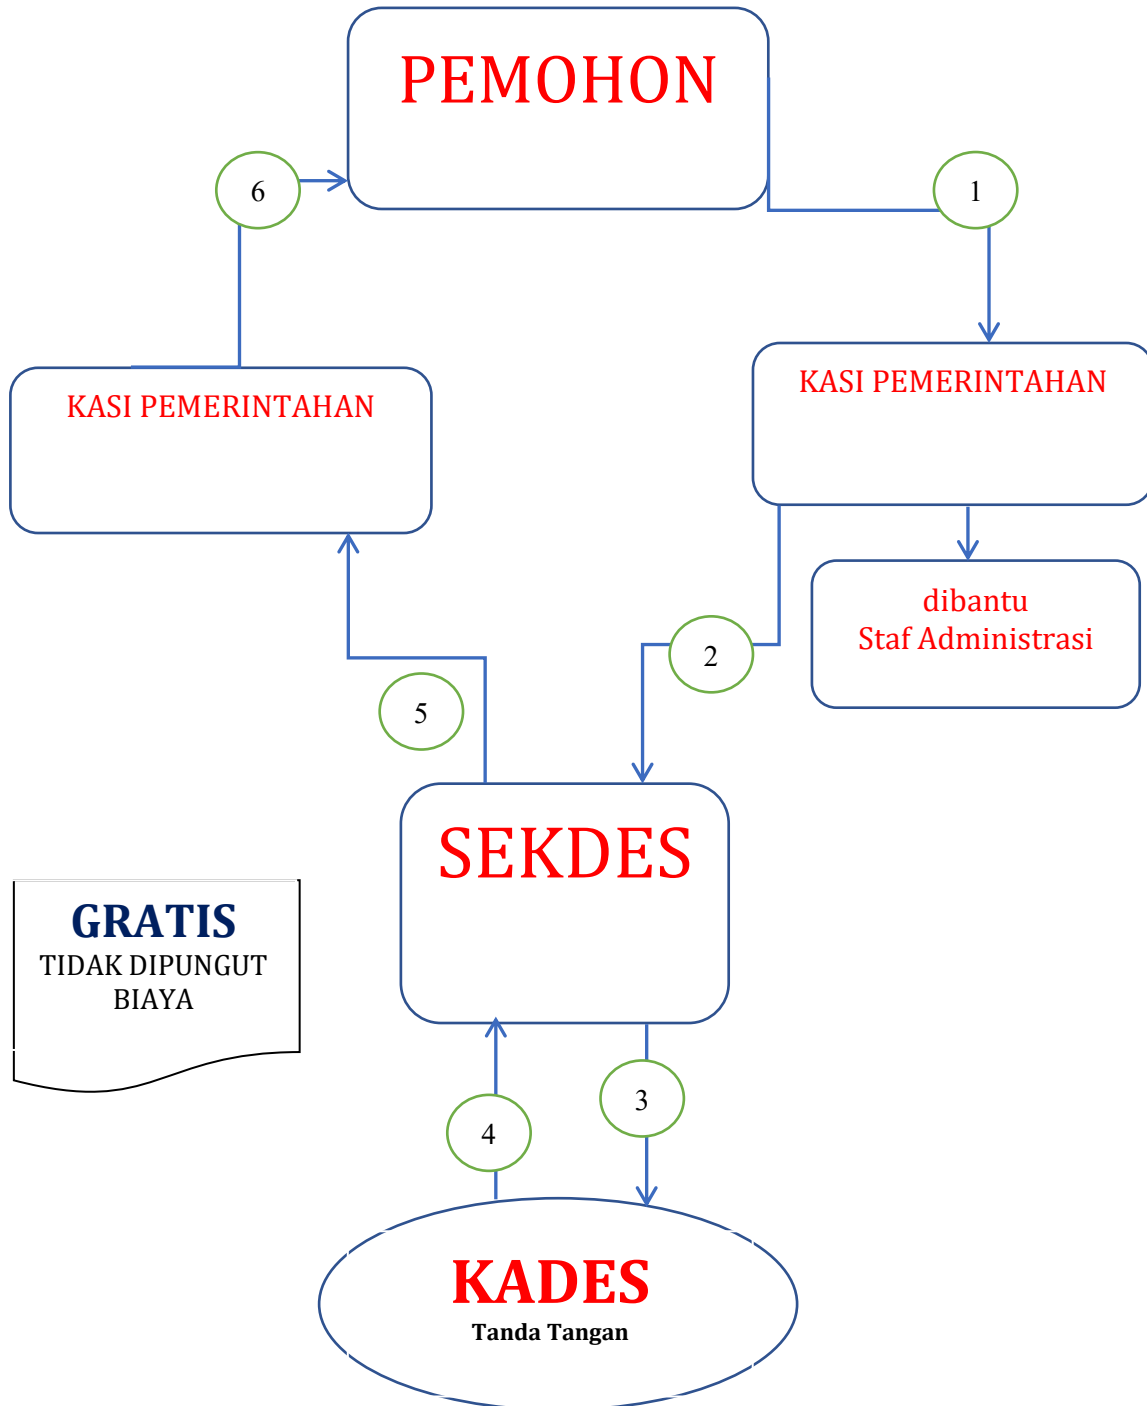 PEMOHON
6
1
KASI PEMERINTAHAN
KASI PEMERINTAHAN
dibantu
Staf Administrasi
2
5
SEKDES
GRATIS
TIDAK DIPUNGUT
BIAYA
3
4
KADES
Tanda Tangan